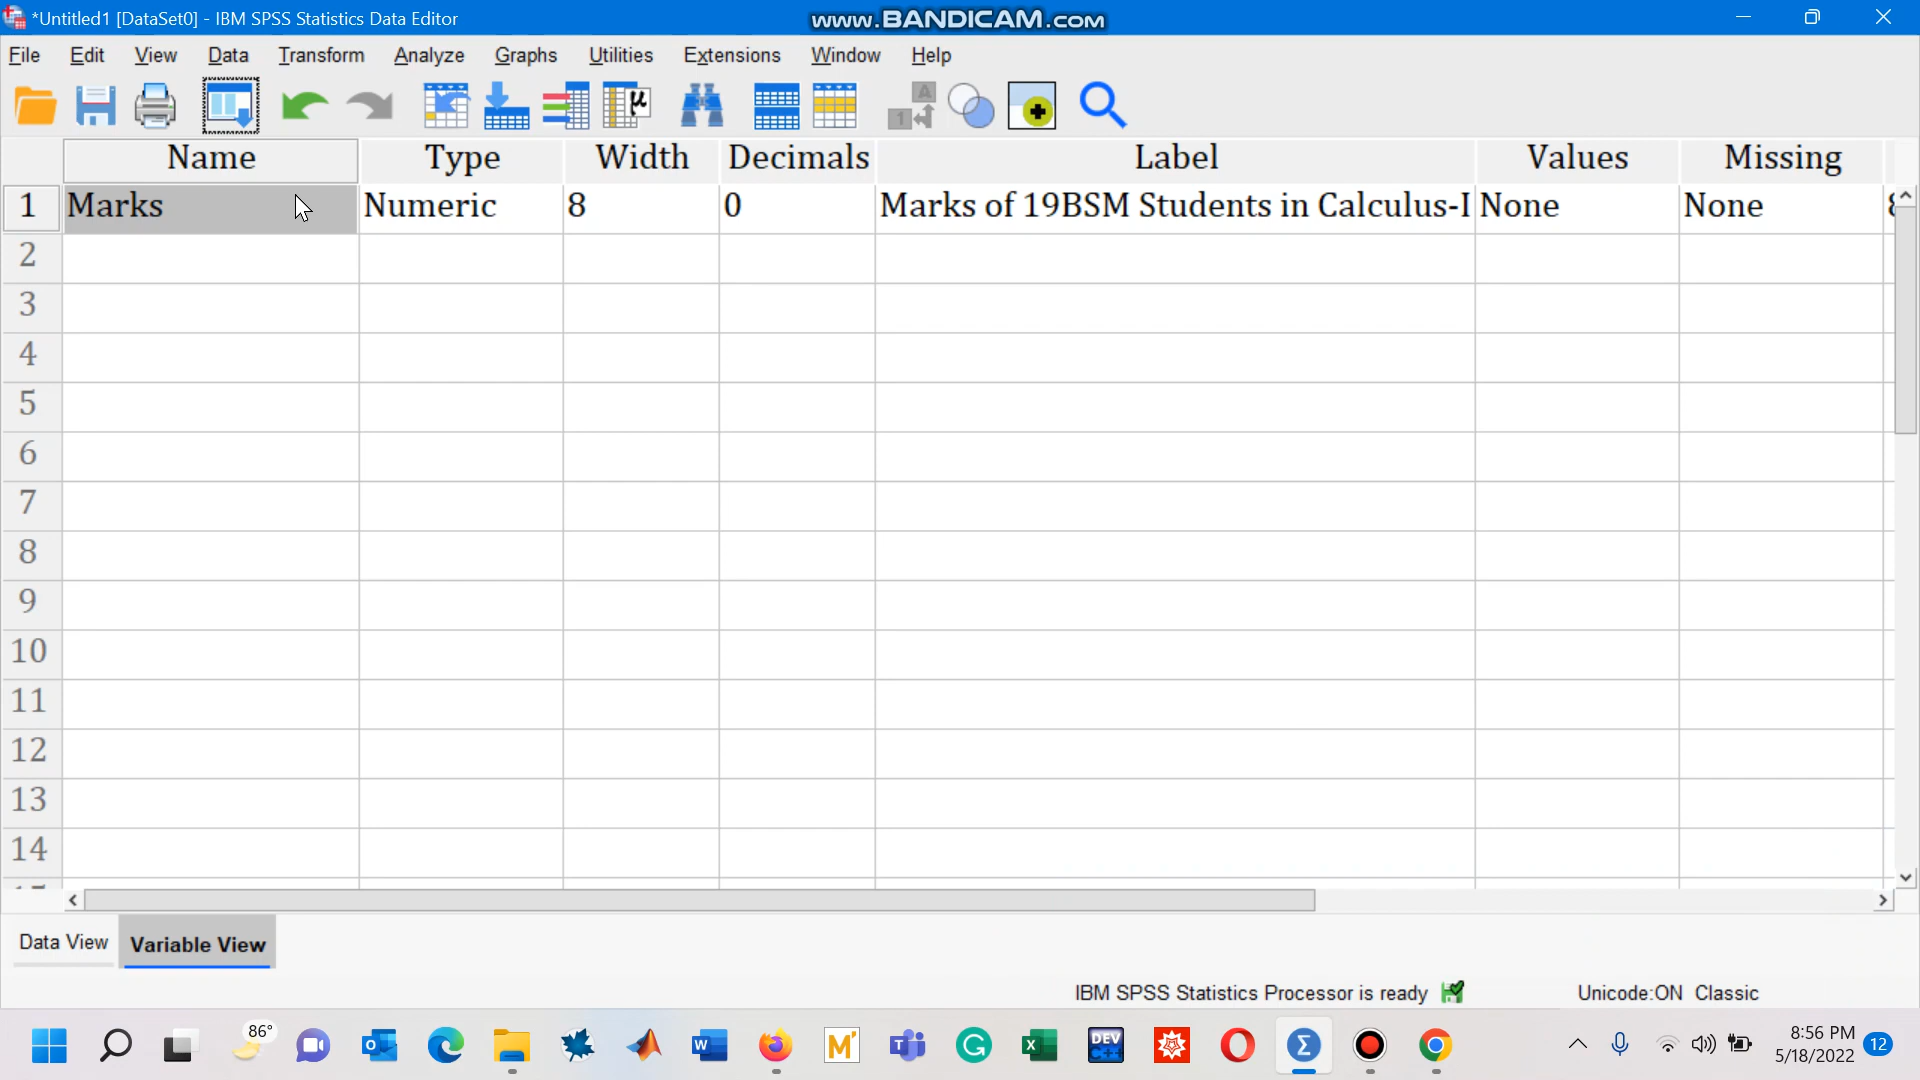 *Untitled1 [DataSet0] - IBM SPSS Statistics Data Editor
www.BANDICAM.com
File Edit View Data Transform Analyze Graphs Utilities Extensions Window Help
Name Type Width Decimals Label Values Missing
1 Marks Numeric 8 0 Marks of 19BSM Students in Calculus-I None None
2
3
4
5
6
7
8
9
10
11
12
13
14
Data View Variable View
IBM SPSS Statistics Processor is ready Unicode:ON Classic
86°
8:56 PM
5/18/2022
12